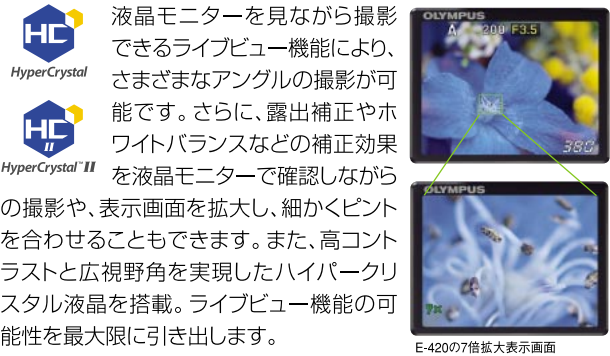 HC
HyperCrystal
HC
II
HyperCrystal™II
液晶モニターを見ながら撮影
できるライブビュー機能により、
さまざまなアングルの撮影が可
能です。さらに、露出補正やホ
ワイトバランスなどの補正効果
を液晶モニターで確認しながら
の撮影や、表示画面を拡大し、細かくピント
を合わせることもできます。また、高コント
ラストと広視野角を実現したハイパークリ
スタル液晶を搭載。ライブビュー機能の可
能性を最大限に引き出します。
OLYMPUS
A 200 F3.5
380
OLYMPUS
7x
E-420の7倍拡大表示画面